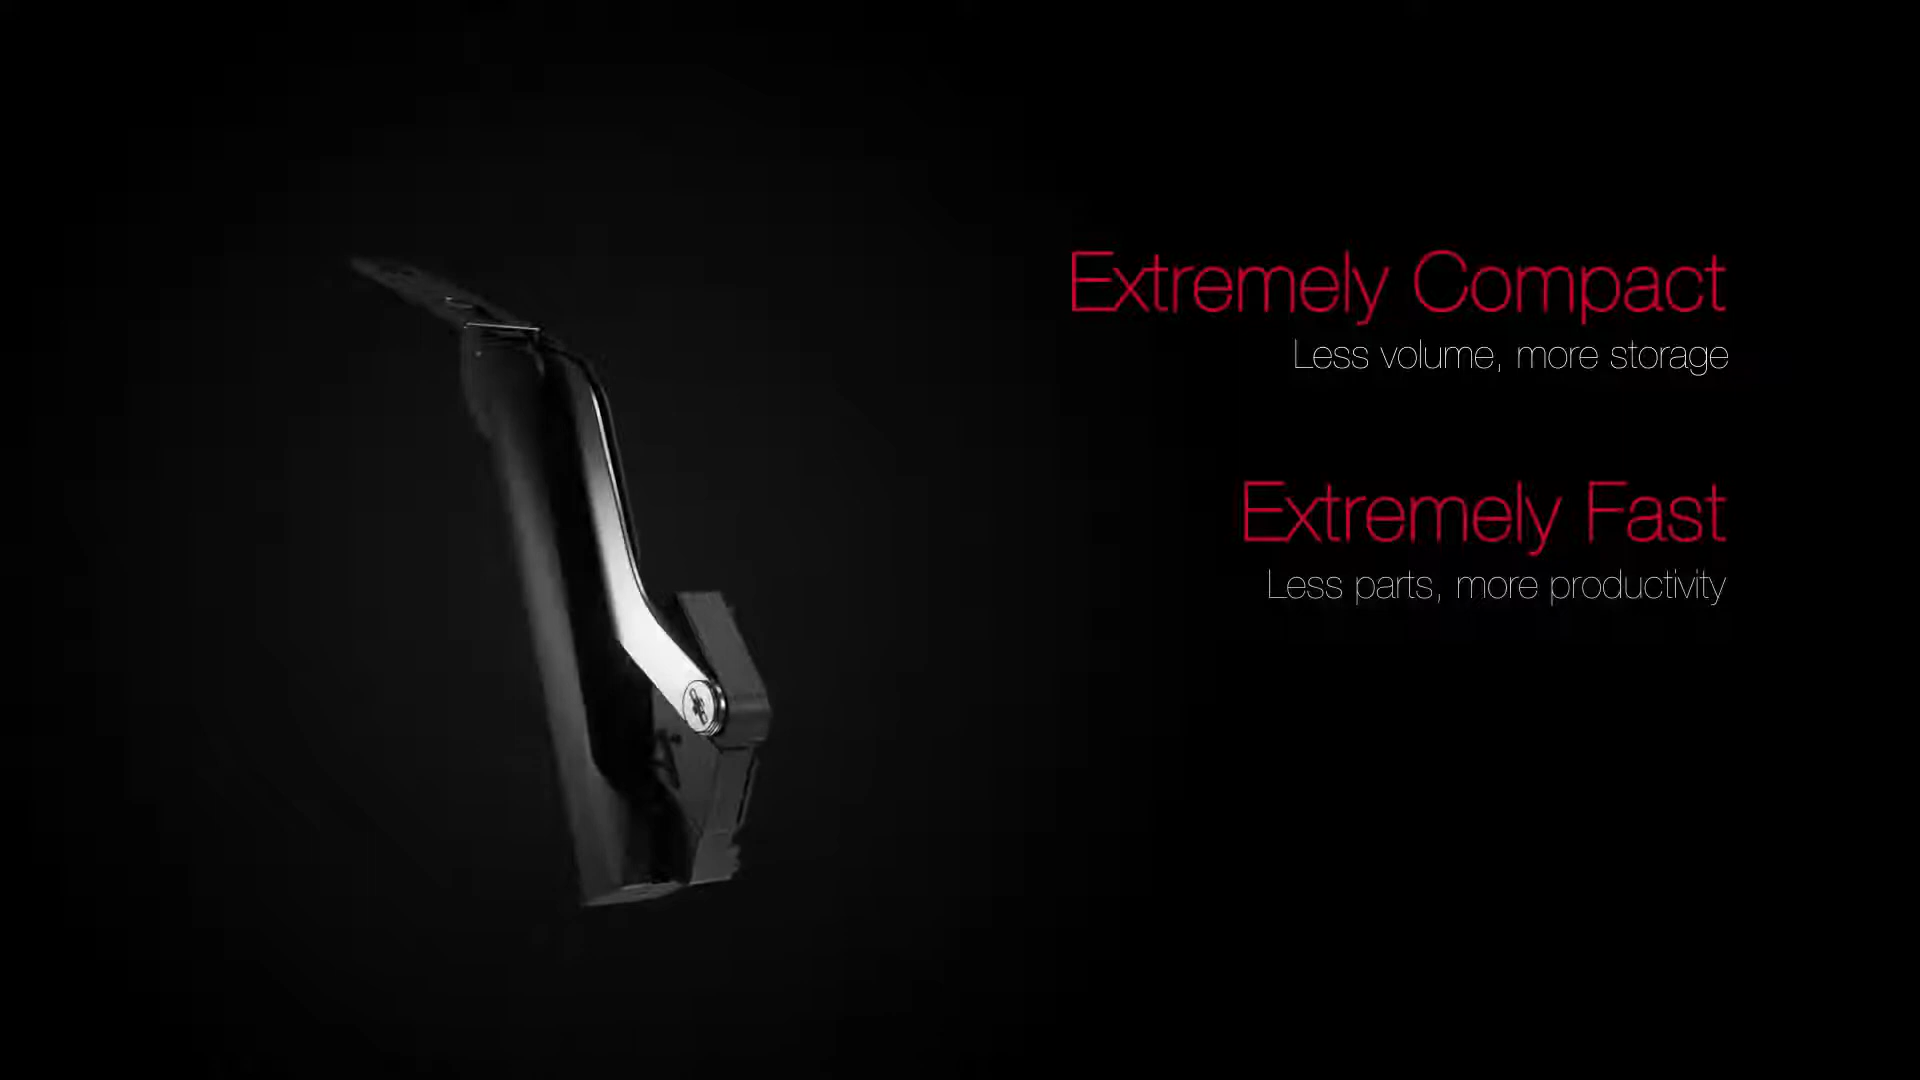 Extremely Compact
Less volume, more storage
Extremely Fast
Less parts, more productivity